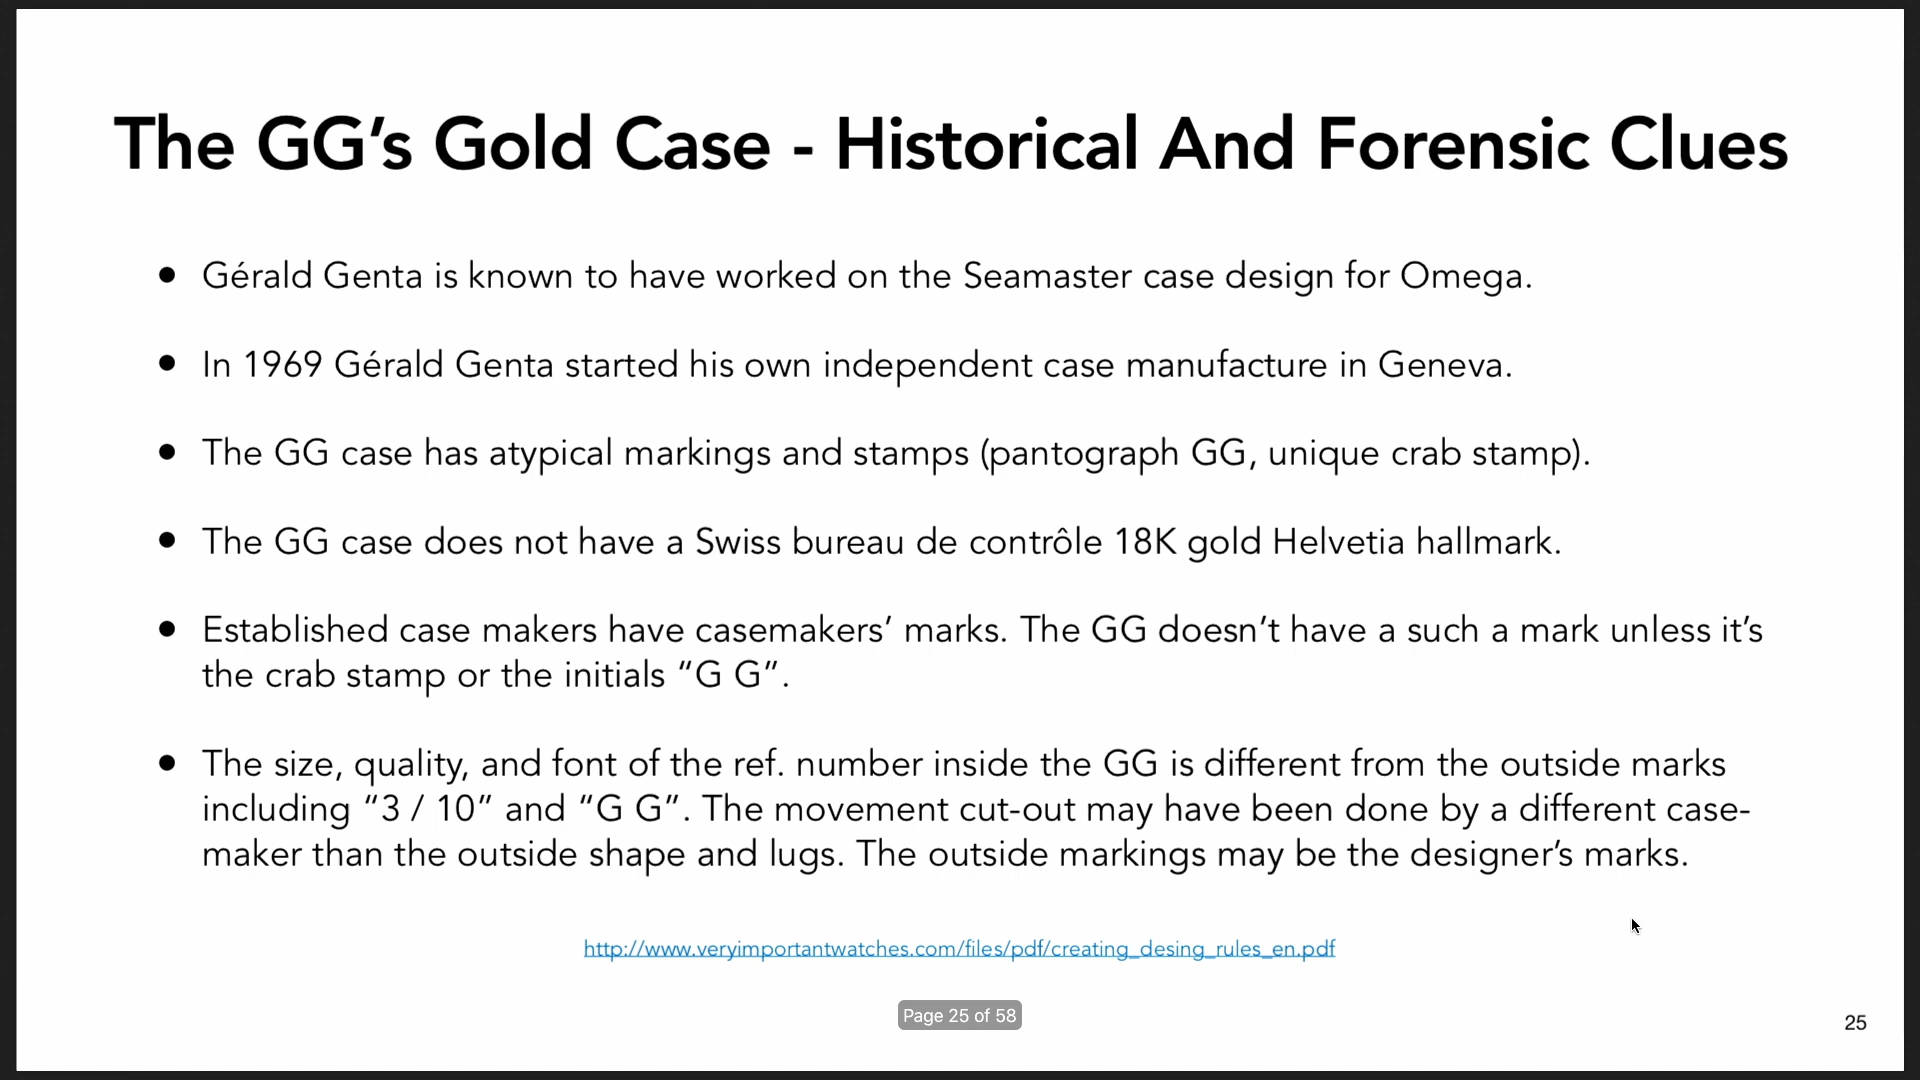 The GG’s Gold Case - Historical And Forensic Clues
• Gérald Genta is known to have worked on the Seamaster case design for Omega.
• In 1969 Gérald Genta started his own independent case manufacture in Geneva.
• The GG case has atypical markings and stamps (pantograph GG, unique crab stamp).
• The GG case does not have a Swiss bureau de contrôle 18K gold Helvetia hallmark.
• Established case makers have casemakers’ marks. The GG doesn’t have a such a mark unless it’s
the crab stamp or the initials “G G”.
• The size, quality, and font of the ref. number inside the GG is different from the outside marks
including “3 / 10” and “G G”. The movement cut-out may have been done by a different case-
maker than the outside shape and lugs. The outside markings may be the designer’s marks.
http://www.veryimportantwatches.com/files/pdf/creating_desing_rules_en.pdf
Page 25 of 58
25